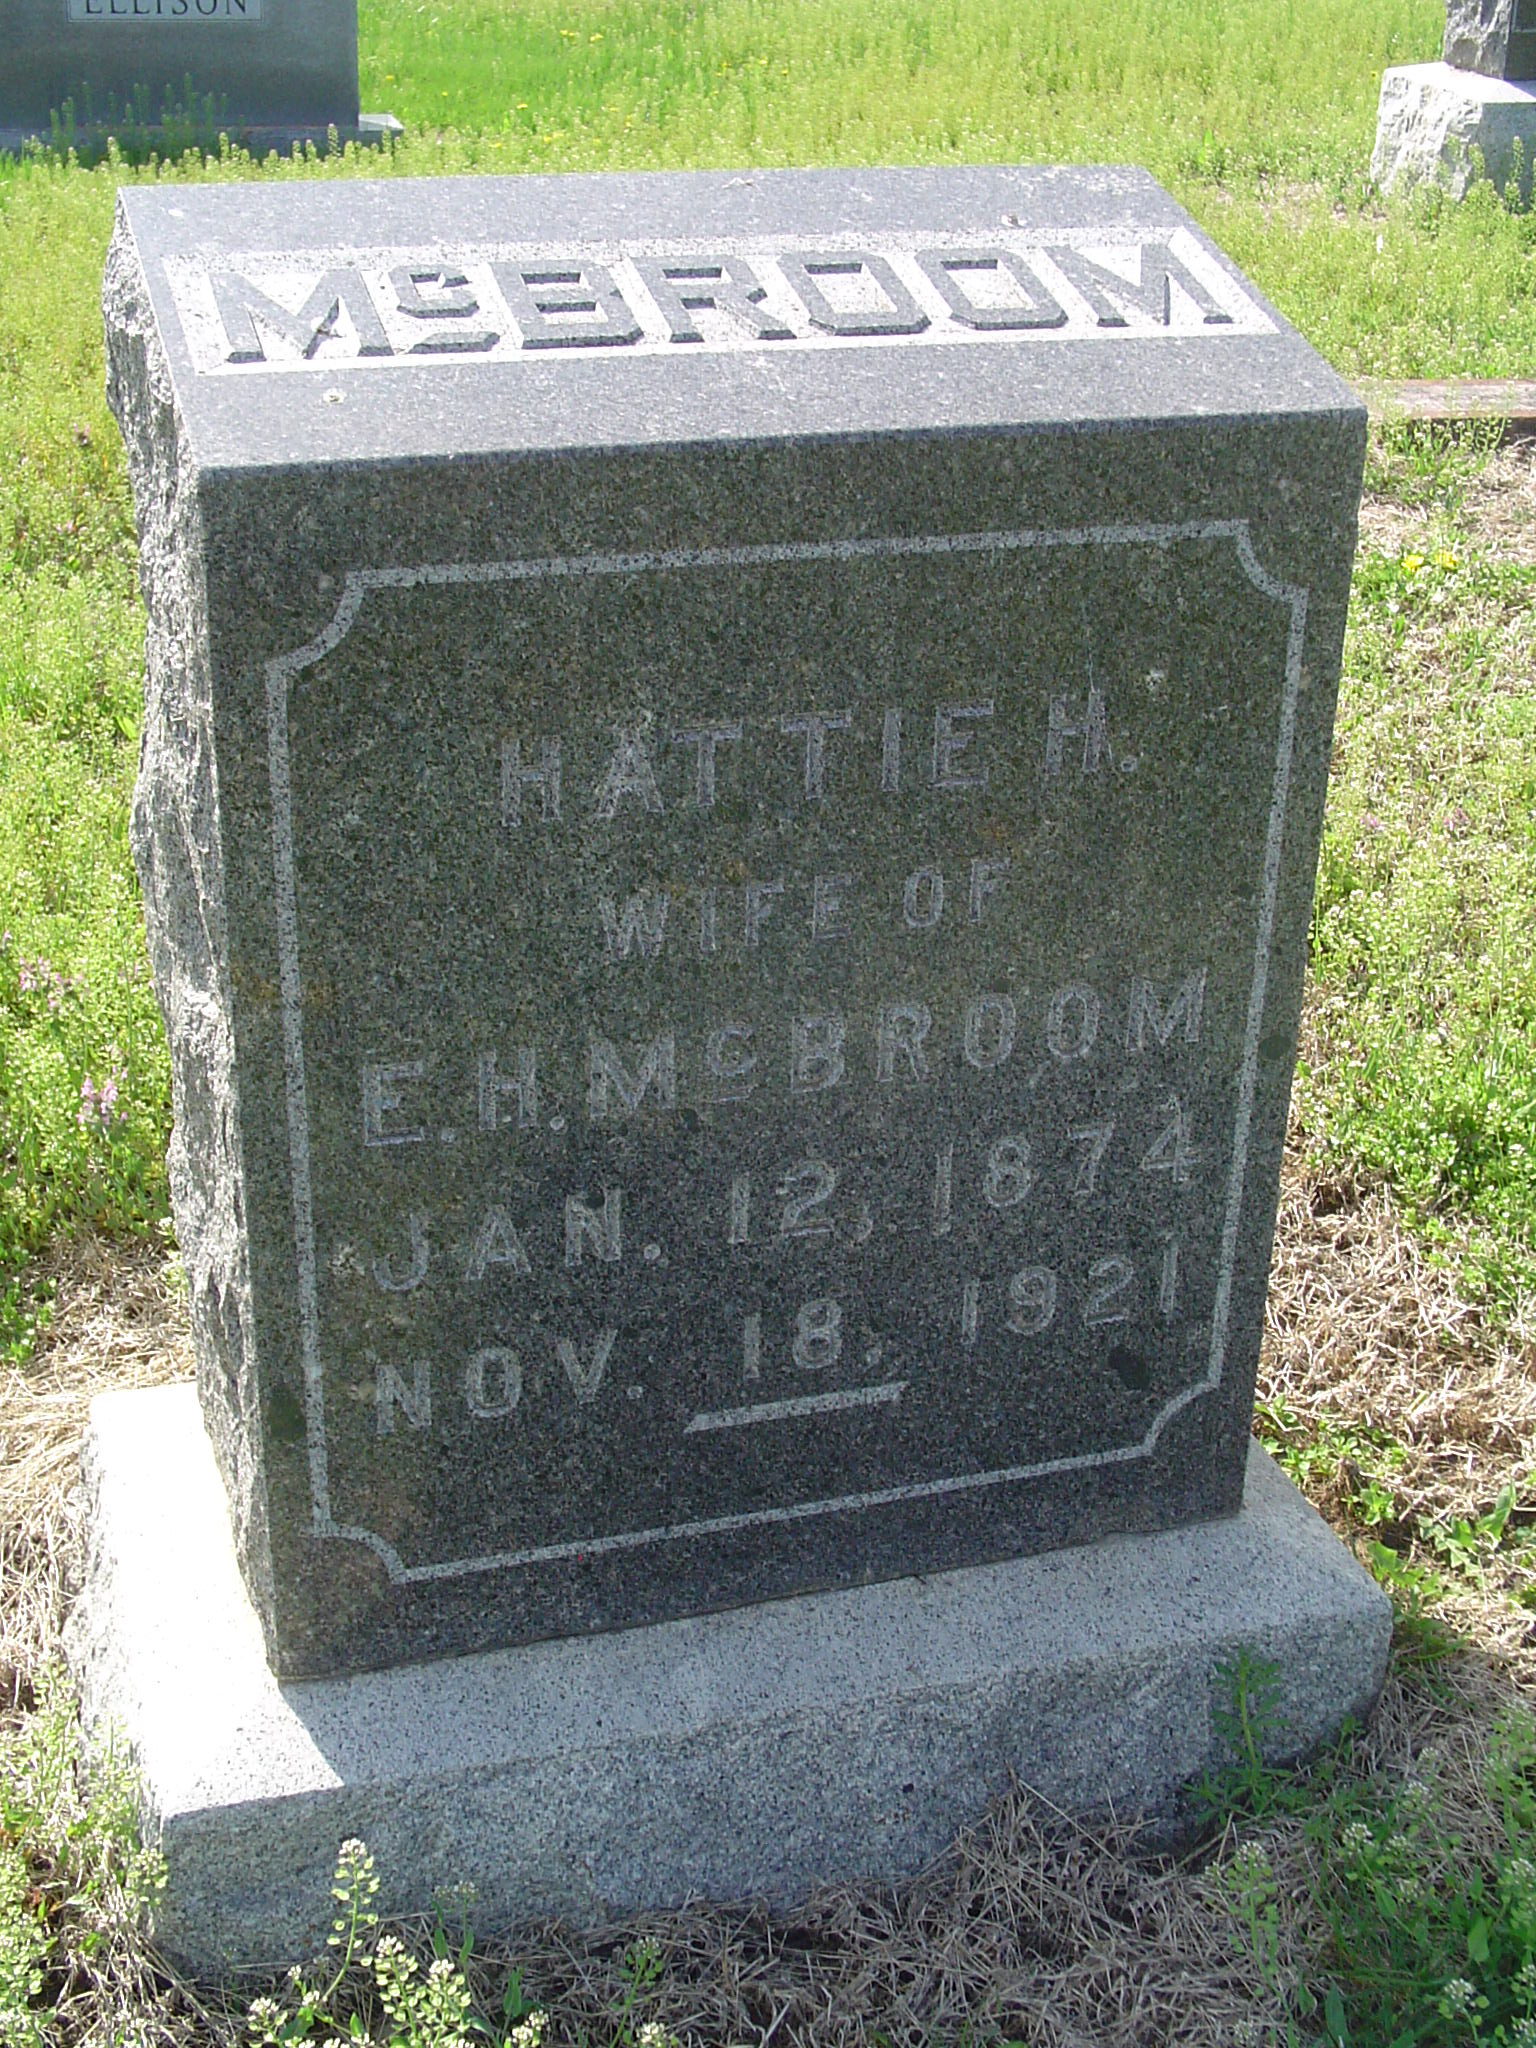 ELLISON
McBROOM
HATTIE H.
WIFE OF
E. H. McBROOM
JAN. 12, 1874
NOV. 18, 1921